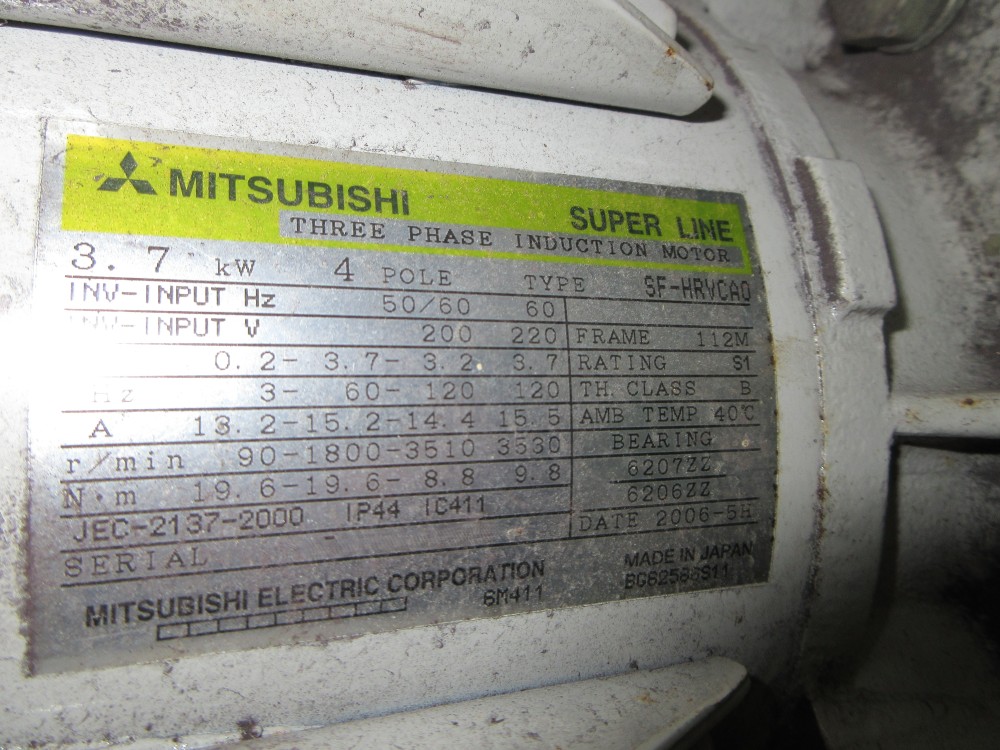 MITSUBISHI
SUPER LINE
THREE PHASE INDUCTION MOTOR
3.7 kW 4 POLE TYPE SF-HRVCAO
INV-INPUT Hz 50/60 60
INV-INPUT V 200 220 FRAME 112M
0.2- 3.7- 3.2 3.7 RATING S1
Hz 3- 60- 120 120 TH. CLASS B
A 13.2-15.2-14.4 15.5 AMB TEMP 40℃
r/min 90-1800-3510 3530 BEARING
N·m 19.6-19.6- 8.8 9.8 6207ZZ
6206ZZ
JEC-2137-2000 IP44 IC411 DATE 2006-5H
SERIAL
MITSUBISHI ELECTRIC CORPORATION MADE IN JAPAN
6M411